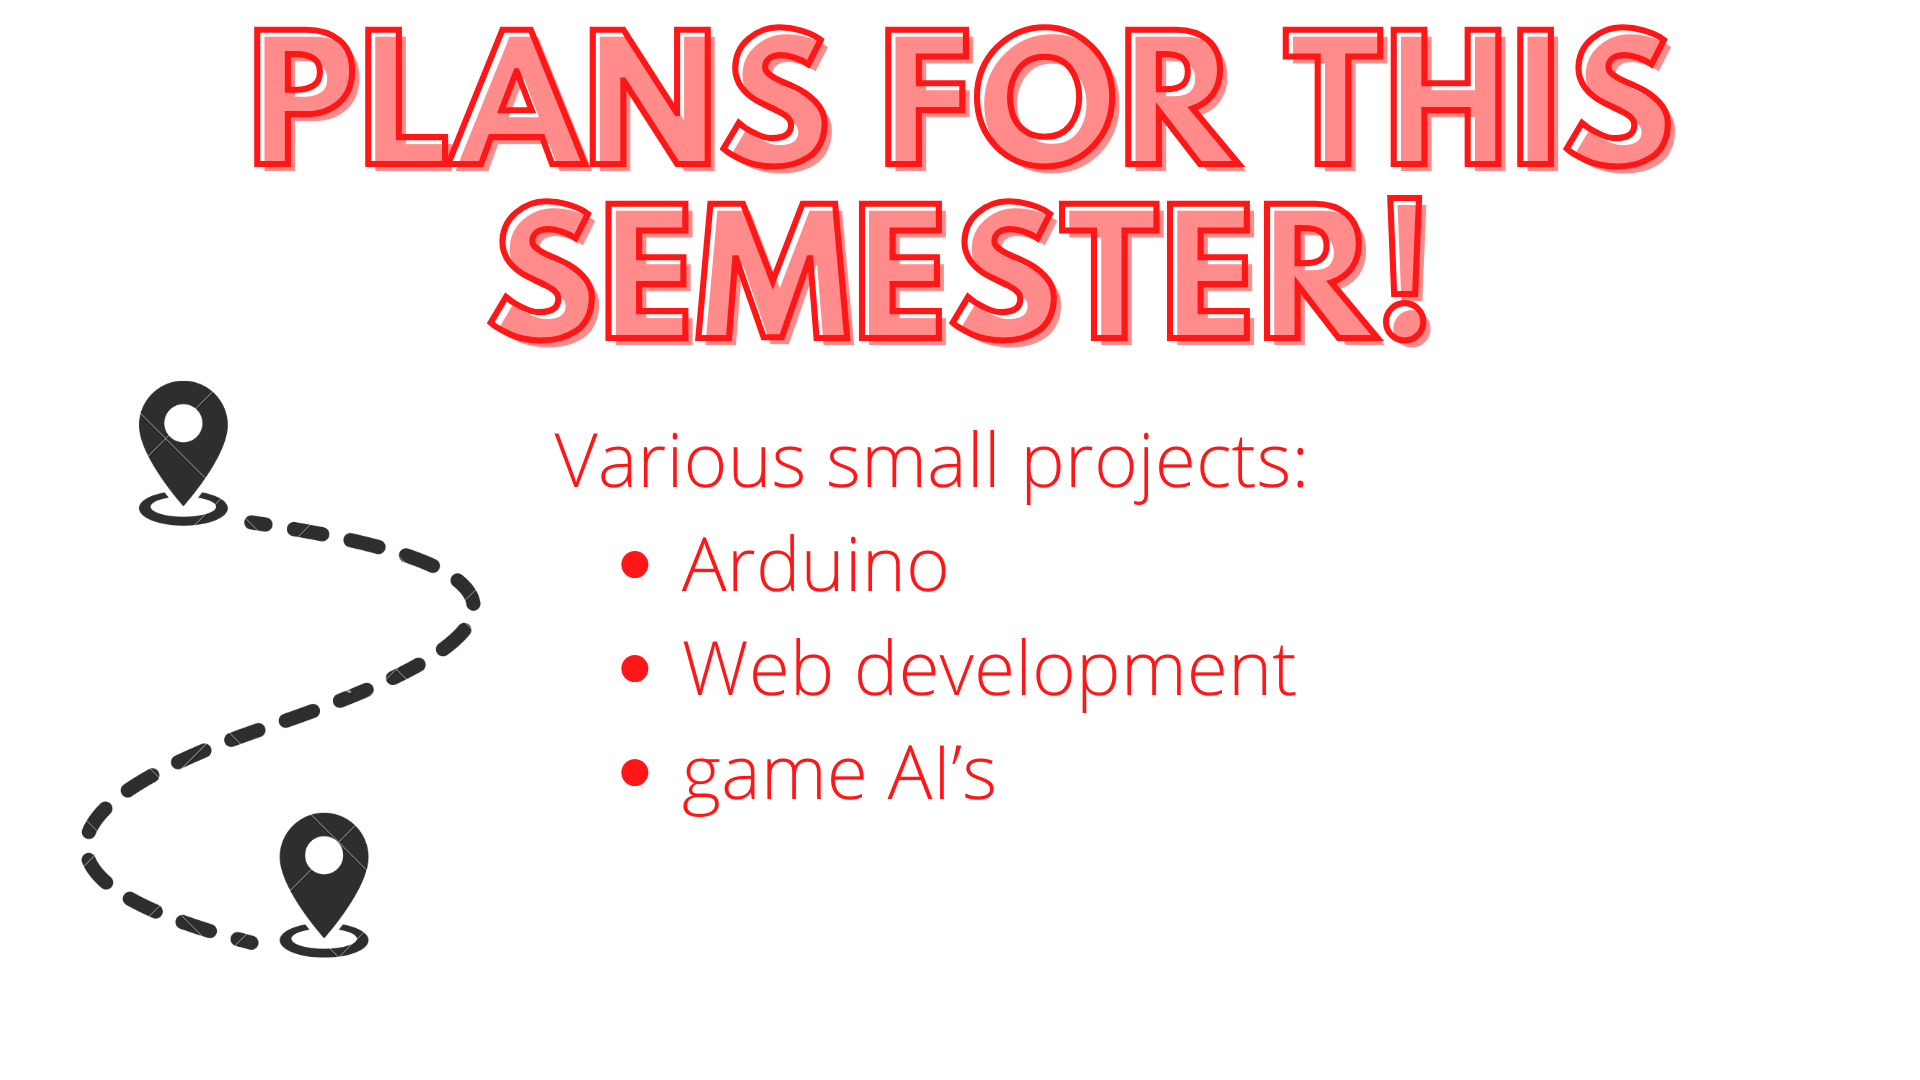 PLANS FOR THIS
SEMESTER!
Various small projects:
• Arduino
• Web development
• game AI’s